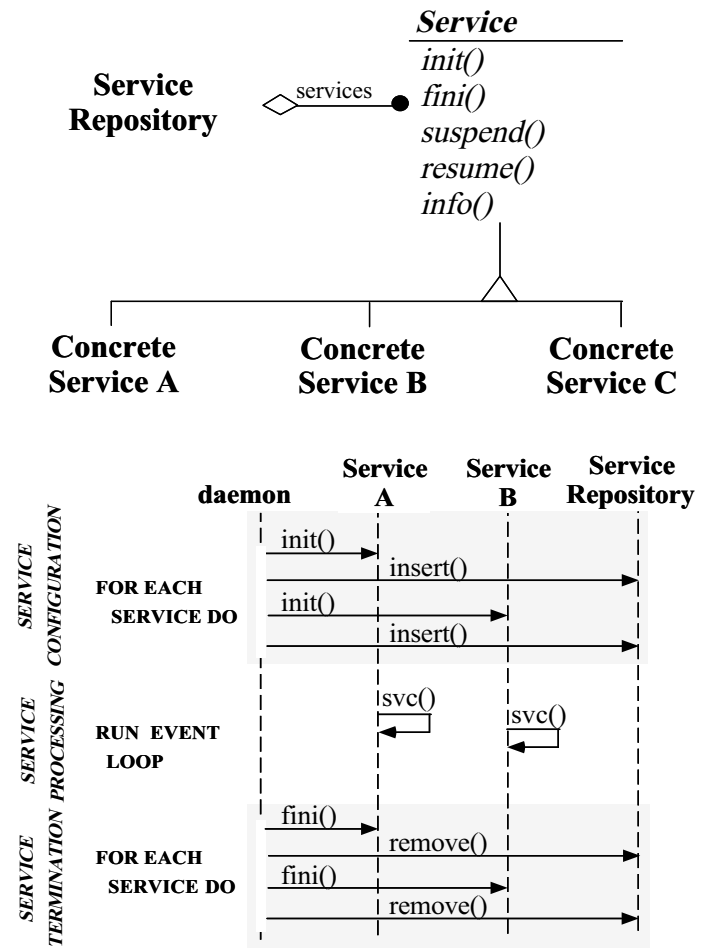 Service
init()
fini()
suspend()
resume()
info()
Service
Repository
services
Concrete
Service A
Concrete
Service B
Concrete
Service C
daemon
Service
A
Service
B
Service
Repository
SERVICE
CONFIGURATION
FOR EACH
SERVICE DO
init()
insert()
init()
insert()
SERVICE
PROCESSING
RUN EVENT
LOOP
svc()
svc()
SERVICE
TERMINATION
FOR EACH
SERVICE DO
fini()
remove()
fini()
remove()